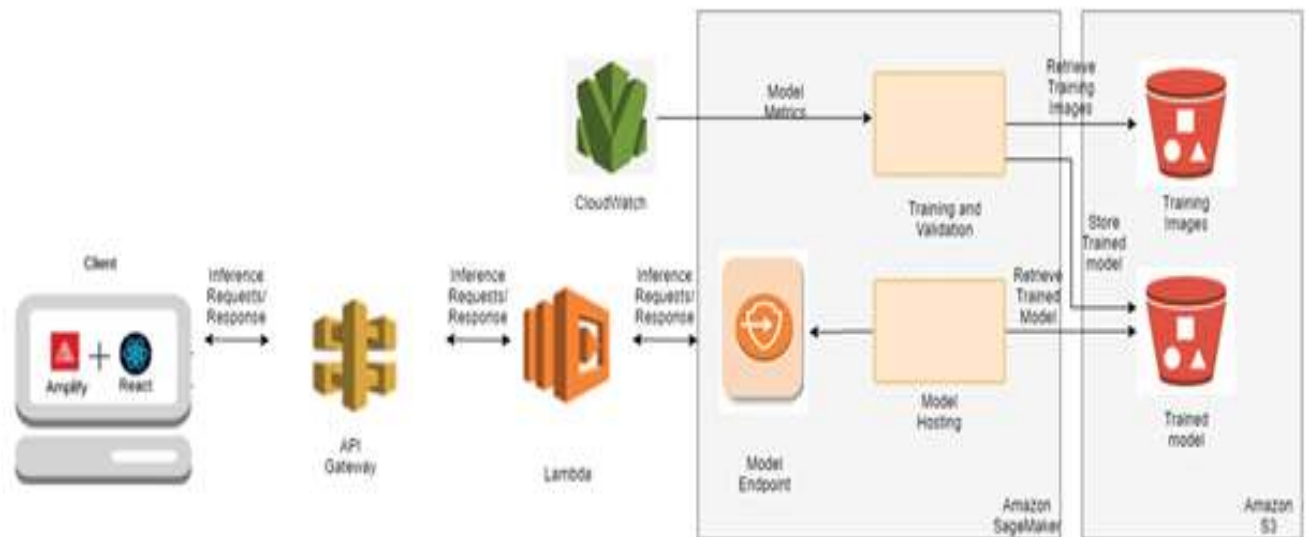 Model
Metrics
Retrieve
Training
Images
CloudWatch
Training and
Validation
Training
Images
Store
Trained
model
Client
Inference
Requests/
Response
Inference
Requests/
Response
Inference
Requests/
Response
Retrieve
Trained
Model
Amplify
React
Model
Hosting
Trained
model
API
Gateway
Lambda
Model
Endpoint
Amazon
SageMaker
Amazon
S3